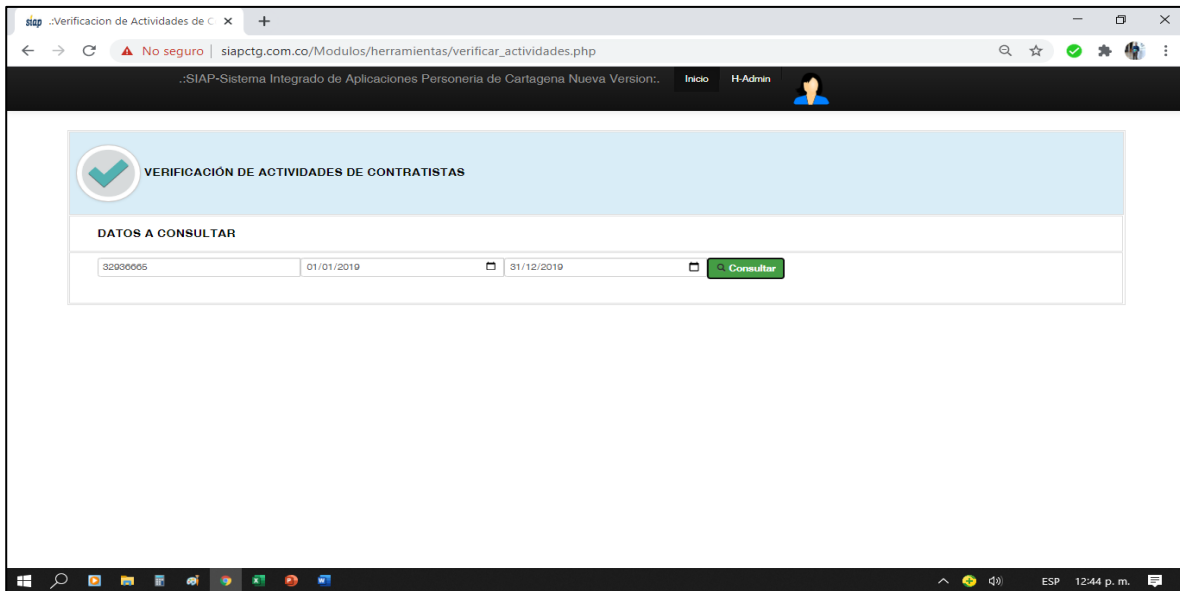 siap .:Verificacion de Actividades de C
No seguro | siapctg.com.co/Modulos/herramientas/verificar_actividades.php
.:SIAP-Sistema Integrado de Aplicaciones Personeria de Cartagena Nueva Version:. Inicio H-Admin
VERIFICACIÓN DE ACTIVIDADES DE CONTRATISTAS
DATOS A CONSULTAR
32936665 01/01/2019 31/12/2019 Consultar
ESP 12:44 p. m.